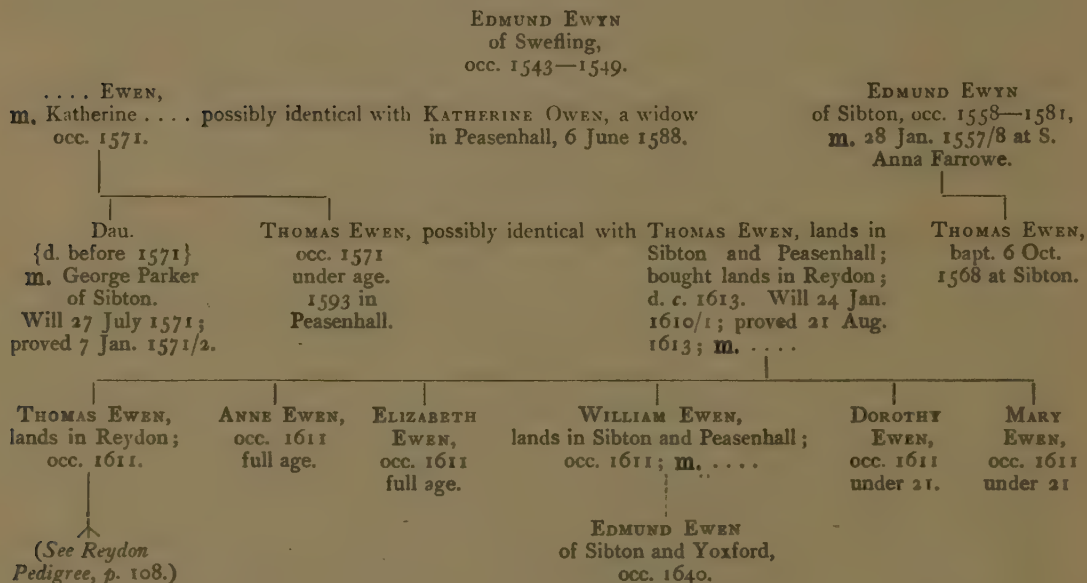 EDMUND EWYN
of Swefling,
occ. 1543—1549.
. . . . EWEN,
m. Katherine . . . . possibly identical with KATHERINE OWEN, a widow
occ. 1571.
in Peasenhall, 6 June 1588.
EDMUND EWYN
of Sibton, occ. 1558—1581,
m. 28 Jan. 1557/8 at S.
Anna Farrowe.
Dau.
{d. before 1571}
m. George Parker
of Sibton.
Will 27 July 1571;
proved 7 Jan. 1571/2.
THOMAS EWEN, possibly identical with THOMAS EWEN, lands in
occ. 1571
under age.
1593 in
Peasenhall.
Sibton and Peasenhall;
bought lands in Reydon;
d. c. 1613. Will 24 Jan.
1610/1; proved 21 Aug.
1613; m. . . . .
THOMAS EWEN,
bapt. 6 Oct.
1568 at Sibton.
THOMAS EWEN,
lands in Reydon;
occ. 1611.
ANNE EWEN,
occ. 1611
full age.
ELIZABETH
EWEN,
occ. 1611
full age.
WILLIAM EWEN,
lands in Sibton and Peasenhall;
occ. 1611; m. . . . .
DOROTHY
EWEN,
occ. 1611
under 21.
MARY
EWEN,
occ. 1611
under 21
(See Reydon
Pedigree, p. 108.)
EDMUND EWEN
of Sibton and Yoxford,
occ. 1640.